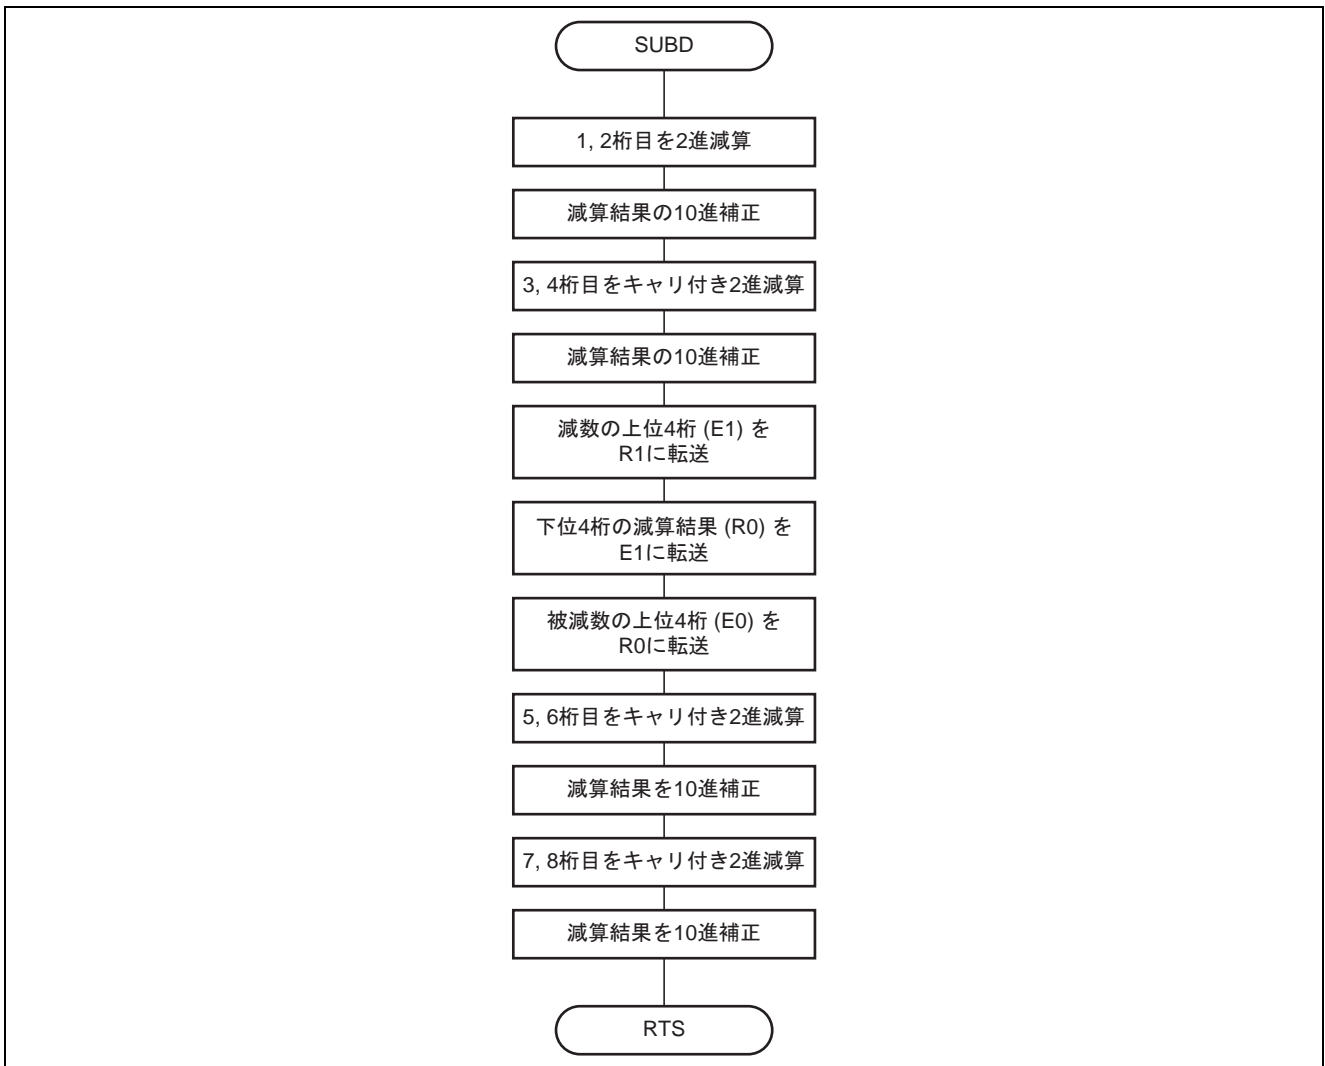 SUBD
1, 2桁目を2進減算
減算結果の10進補正
3, 4桁目をキャリ付き2進減算
減算結果の10進補正
減数の上位4桁 (E1) を
R1に転送
下位4桁の減算結果 (R0) を
E1に転送
被減数の上位4桁 (E0) を
R0に転送
5, 6桁目をキャリ付き2進減算
減算結果を10進補正
7, 8桁目をキャリ付き2進減算
減算結果を10進補正
RTS